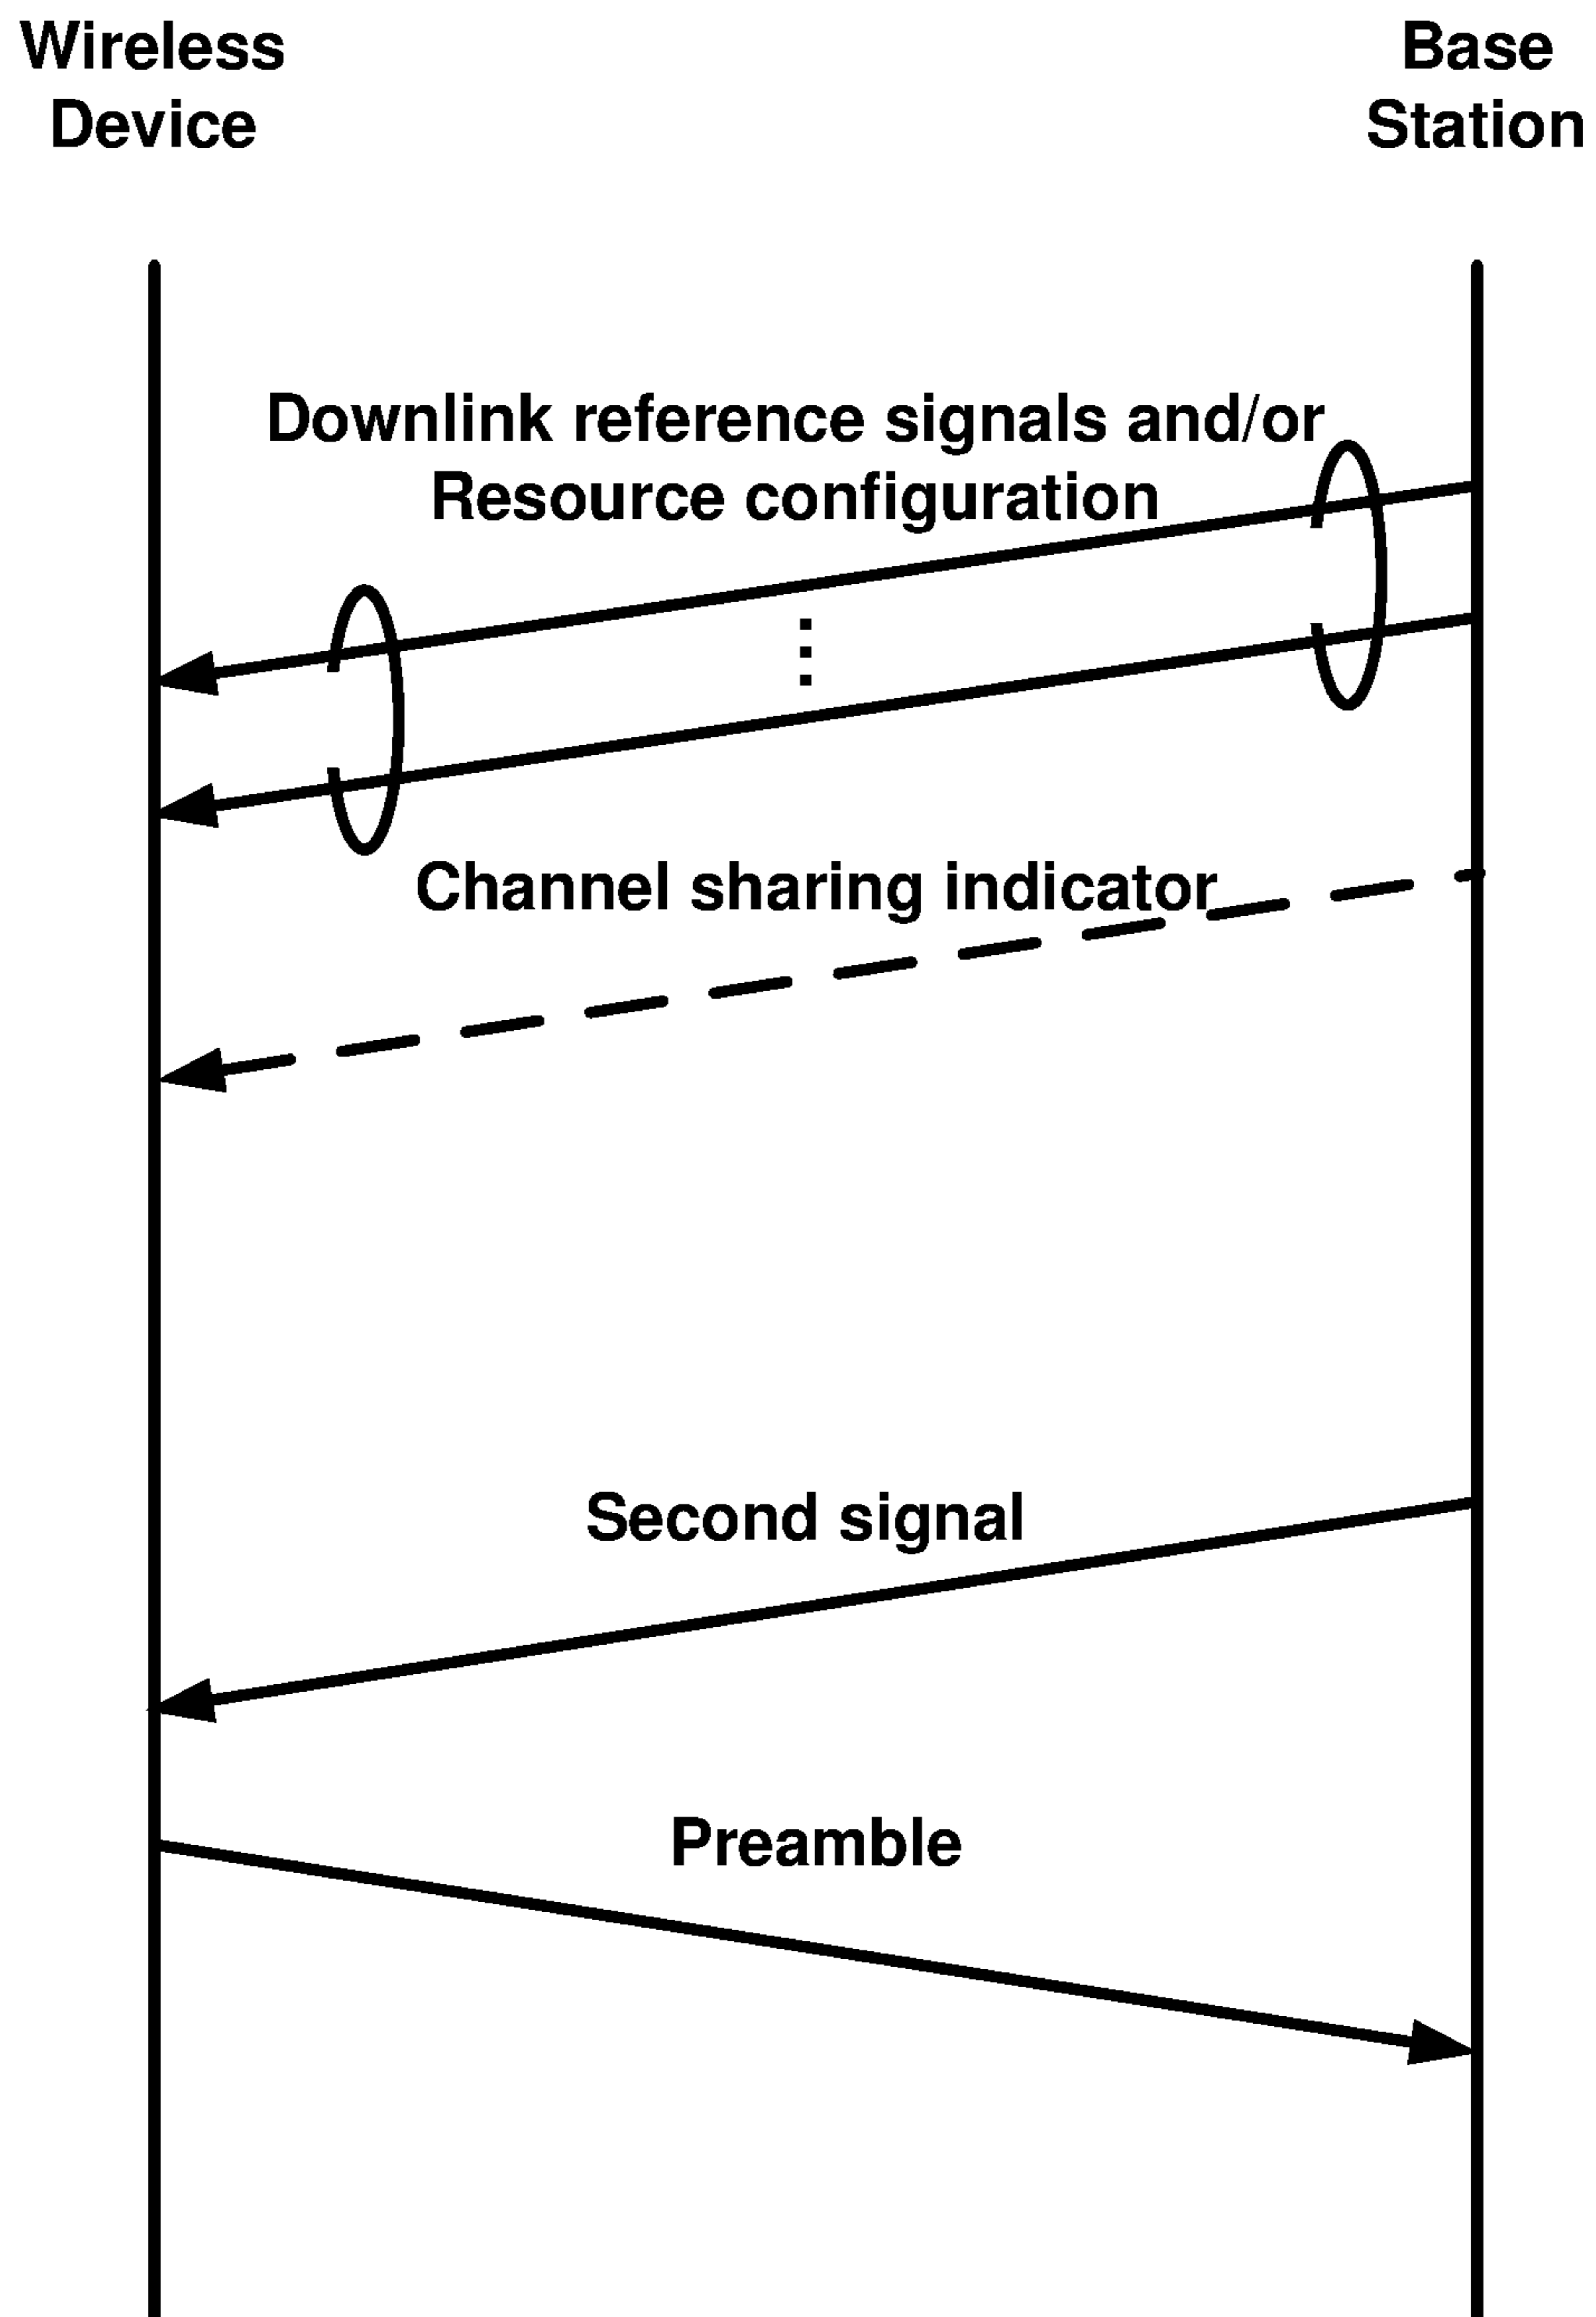 Wireless
Device
Base
Station
Downlink reference signals and/or
Resource configuration
Channel sharing indicator
Second signal
Preamble